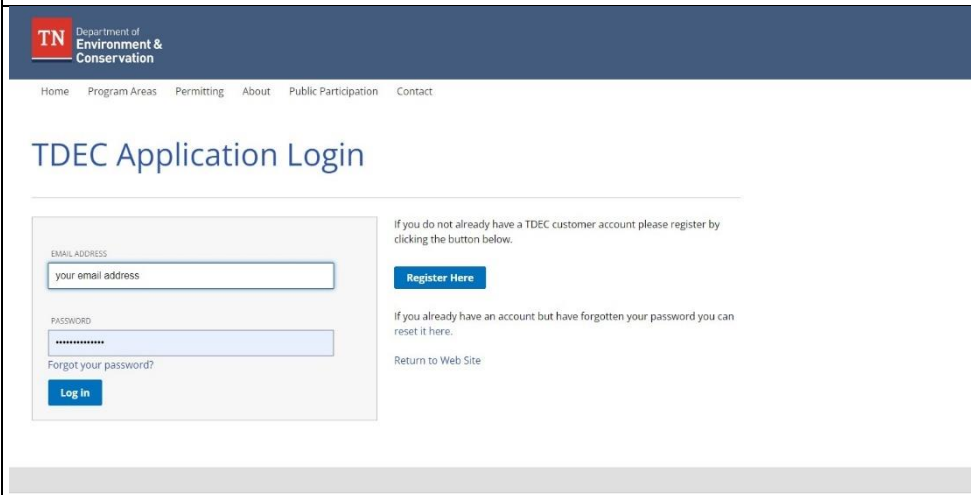 TN
Department of
Environment &
Conservation
Home Program Areas Permitting About Public Participation Contact
TDEC Application Login
EMAIL ADDRESS
your email address
PASSWORD
••••••••••••••
Forgot your password?
Log in
If you do not already have a TDEC customer account please register by
clicking the button below.
Register Here
If you already have an account but have forgotten your password you can
reset it here.
Return to Web Site